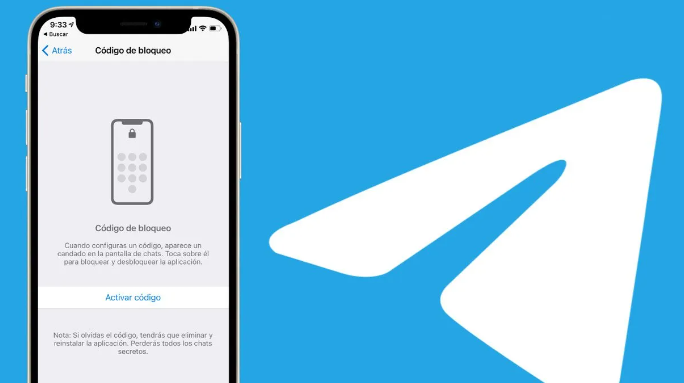 9:33
Buscar
Atrás Código de bloqueo
Código de bloqueo
Cuando configuras un código, aparece un
candado en la pantalla de chats. Toca sobre él
para bloquear y desbloquear la aplicación.
Activar código
Nota: Si olvidas el código, tendrás que eliminar y
reinstalar la aplicación. Perderás todos los chats
secretos.